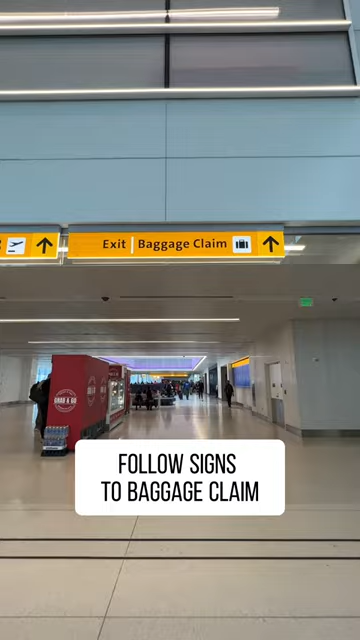 Exit | Baggage Claim
GRAB & GO
FOLLOW SIGNS
TO BAGGAGE CLAIM